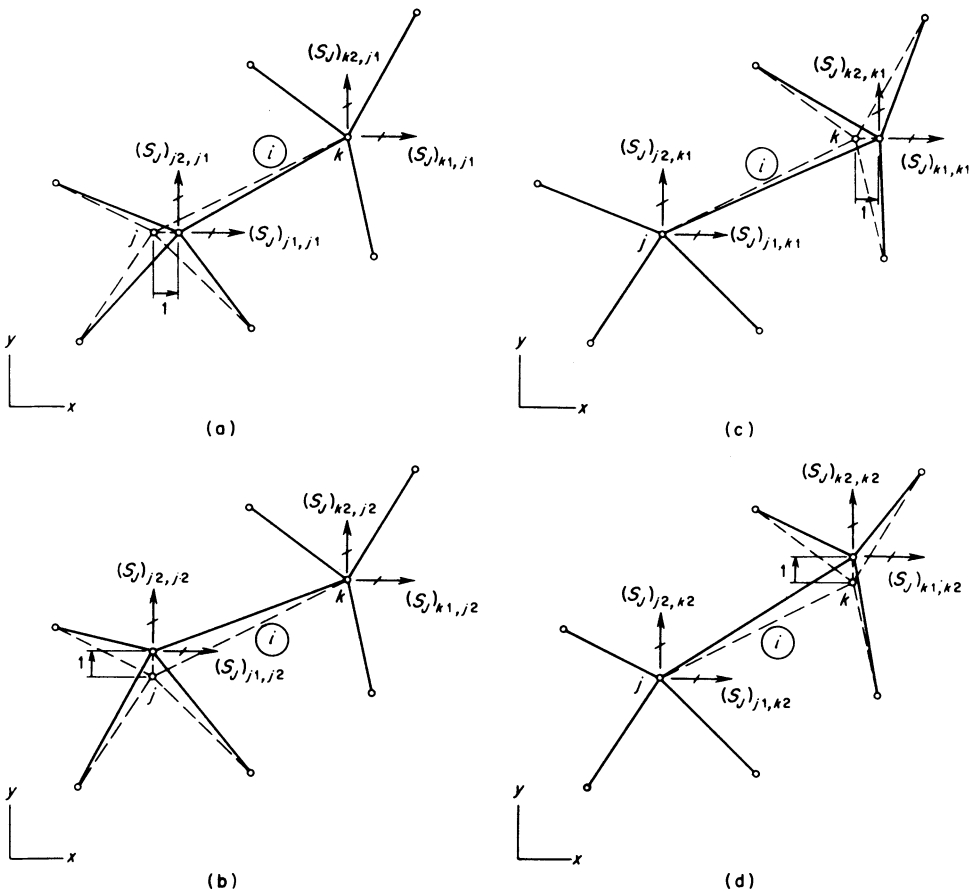 (S_J)_{k2,j1}
(S_J)_{j2,j1}
i
k
(S_J)_{k1,j1}
j
(S_J)_{j1,j1}
1
y
x
(a)
(S_J)_{k2,k1}
k
(S_J)_{j2,k1}
i
(S_J)_{k1,k1}
1
j
(S_J)_{j1,k1}
y
x
(c)
(S_J)_{k2,j2}
(S_J)_{j2,j2}
k
(S_J)_{k1,j2}
i
1
(S_J)_{j1,j2}
j
y
x
(b)
(S_J)_{k2,k2}
1
(S_J)_{k1,k2}
k
(S_J)_{j2,k2}
i
j
(S_J)_{j1,k2}
y
x
(d)